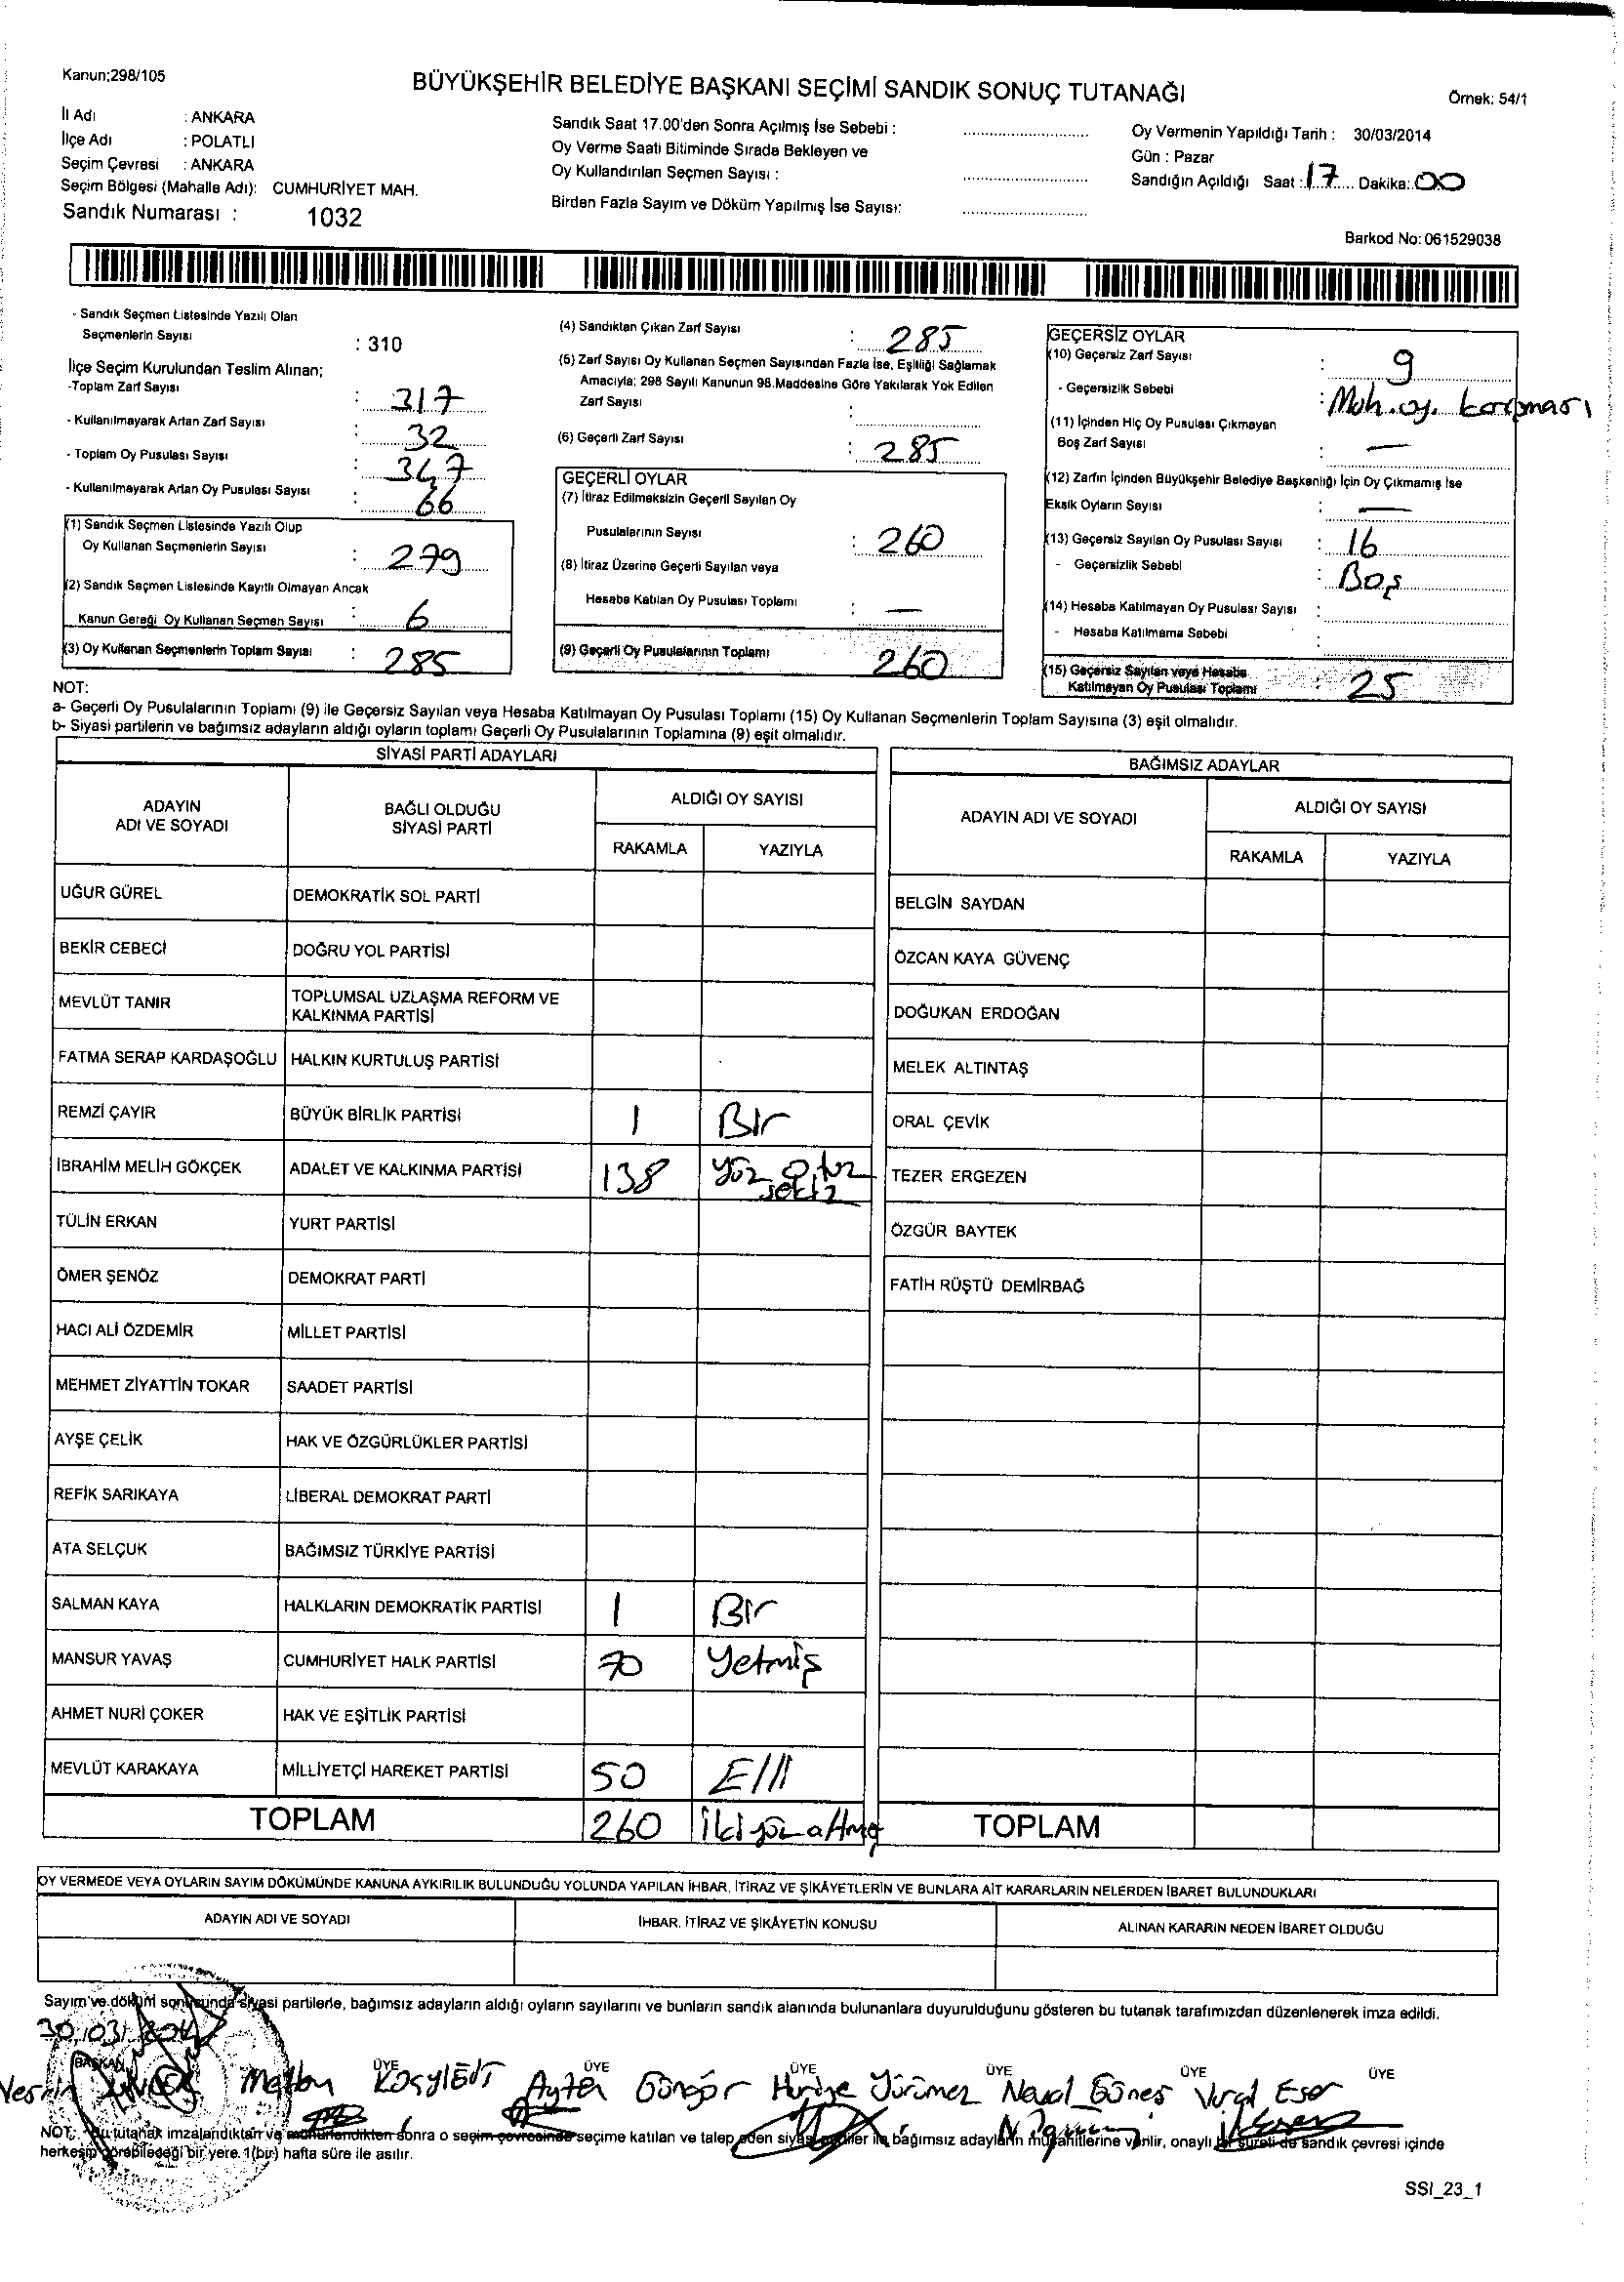 Kanun;298/105
BÜYÜKŞEHİR BELEDİYE BAŞKANI SEÇİMİ SANDIK SONUÇ TUTANAĞI
Örnek: 54/1
İl Adı : ANKARA
İlçe Adı : POLATLI
Seçim Çevresi : ANKARA
Seçim Bölgesi (Mahalle Adı): CUMHURİYET MAH.
Sandık Numarası : 1032
Sandık Saat 17.00'den Sonra Açılmış İse Sebebi :
Oy Verme Saati Bitiminde Sırada Bekleyen ve
Oy Kullandırılan Seçmen Sayısı :
Birden Fazla Sayım ve Döküm Yapılmış İse Sayısı:
Oy Vermenin Yapıldığı Tarih : 30/03/2014
Gün : Pazar
Sandığın Açıldığı Saat : 17 Dakika: 00
Barkod No: 061529038
- Sandık Seçmen Listesinde Yazılı Olan
Seçmenlerin Sayısı : 310
İlçe Seçim Kurulundan Teslim Alınan;
-Toplam Zarf Sayısı : 317
- Kullanılmayarak Artan Zarf Sayısı : 32
- Toplam Oy Pusulası Sayısı : 347
- Kullanılmayarak Artan Oy Pusulası Sayısı : 66
(1) Sandık Seçmen Listesinde Yazılı Olup
Oy Kullanan Seçmenlerin Sayısı : 279
(2) Sandık Seçmen Listesinde Kayıtlı Olmayan Ancak
Kanun Gereği Oy Kullanan Seçmen Sayısı : 6
(3) Oy Kullanan Seçmenlerin Toplam Sayısı : 285
(4) Sandıktan Çıkan Zarf Sayısı : 285
(5) Zarf Sayısı Oy Kullanan Seçmen Sayısından Fazla İse, Eşitliği Sağlamak
Amacıyla; 298 Sayılı Kanunun 98.Maddesine Göre Yakılarak Yok Edilen
Zarf Sayısı :
(6) Geçerli Zarf Sayısı : 285
GEÇERLİ OYLAR
(7) İtiraz Edilmeksizin Geçerli Sayılan Oy
Pusulalarının Sayısı : 260
(8) İtiraz Üzerine Geçerli Sayılan veya
Hesaba Katılan Oy Pusulası Toplamı : —
(9) Geçerli Oy Pusulalarının Toplamı 260
GEÇERSİZ OYLAR
(10) Geçersiz Zarf Sayısı : 9
- Geçersizlik Sebebi : Muh. oy. karışması
(11) İçinden Hiç Oy Pusulası Çıkmayan
Boş Zarf Sayısı : —
(12) Zarfın İçinden Büyükşehir Belediye Başkanlığı İçin Oy Çıkmamış İse
Eksik Oyların Sayısı : —
(13) Geçersiz Sayılan Oy Pusulası Sayısı : 16
- Geçersizlik Sebebi : Boş
(14) Hesaba Katılmayan Oy Pusulası Sayısı :
- Hesaba Katılmama Sebebi :
(15) Geçersiz Sayılan veya Hesaba
Katılmayan Oy Pusulası Toplamı : 25
NOT:
a- Geçerli Oy Pusulalarının Toplamı (9) ile Geçersiz Sayılan veya Hesaba Katılmayan Oy Pusulası Toplamı (15) Oy Kullanan Seçmenlerin Toplam Sayısına (3) eşit olmalıdır.
b- Siyasi partilerin ve bağımsız adayların aldığı oyların toplamı Geçerli Oy Pusulalarının Toplamına (9) eşit olmalıdır.
SİYASİ PARTİ ADAYLARI
ADAYIN ADI VE SOYADI BAĞLI OLDUĞU SİYASİ PARTİ ALDIĞI OY SAYISI
RAKAMLA YAZIYLA
UĞUR GÜREL DEMOKRATİK SOL PARTİ
BEKİR CEBECİ DOĞRU YOL PARTİSİ
MEVLÜT TANIR TOPLUMSAL UZLAŞMA REFORM VE KALKINMA PARTİSİ
FATMA SERAP KARDAŞOĞLU HALKIN KURTULUŞ PARTİSİ
REMZİ ÇAYIR BÜYÜK BİRLİK PARTİSİ 1 Bir
İBRAHİM MELİH GÖKÇEK ADALET VE KALKINMA PARTİSİ 138 yüz otuz sekiz
TÜLİN ERKAN YURT PARTİSİ
ÖMER ŞENÖZ DEMOKRAT PARTİ
HACI ALİ ÖZDEMİR MİLLET PARTİSİ
MEHMET ZİYATTİN TOKAR SAADET PARTİSİ
AYŞE ÇELİK HAK VE ÖZGÜRLÜKLER PARTİSİ
REFİK SARIKAYA LİBERAL DEMOKRAT PARTİ
ATA SELÇUK BAĞIMSIZ TÜRKİYE PARTİSİ
SALMAN KAYA HALKLARIN DEMOKRATİK PARTİSİ 1 Bir
MANSUR YAVAŞ CUMHURİYET HALK PARTİSİ 70 Yetmiş
AHMET NURİ ÇOKER HAK VE EŞİTLİK PARTİSİ
MEVLÜT KARAKAYA MİLLİYETÇİ HAREKET PARTİSİ 50 Elli
TOPLAM 260 ikiyüz altmış
BAĞIMSIZ ADAYLAR
ADAYIN ADI VE SOYADI ALDIĞI OY SAYISI
RAKAMLA YAZIYLA
BELGİN SAYDAN
ÖZCAN KAYA GÜVENÇ
DOĞUKAN ERDOĞAN
MELEK ALTINTAŞ
ORAL ÇEVİK
TEZER ERGEZEN
ÖZGÜR BAYTEK
FATİH RÜŞTÜ DEMİRBAĞ
TOPLAM
OY VERMEDE VEYA OYLARIN SAYIM DÖKÜMÜNDE KANUNA AYKIRILIK BULUNDUĞU YOLUNDA YAPILAN İHBAR, İTİRAZ VE ŞİKÂYETLERİN VE BUNLARA AİT KARARLARIN NELERDEN İBARET BULUNDUKLARI
ADAYIN ADI VE SOYADI İHBAR, İTİRAZ VE ŞİKÂYETİN KONUSU ALINAN KARARIN NEDEN İBARET OLDUĞU
Sayım ve döküm sonucunda siyasi partilerle, bağımsız adayların aldığı oyların sayılarını ve bunların sandık alanında bulunanlara duyurulduğunu gösteren bu tutanak tarafımızdan düzenlenerek imza edildi.
30.03.2014
BAŞKAN ÜYE ÜYE ÜYE ÜYE ÜYE ÜYE
Ayten Güngör Huriye Yürümez Neval Güneş Vural Eser
NOT: Bu tutanak imzalandıktan ve mühürlendikten sonra o seçim çevresinde seçime katılan ve talep eden siyasi partiler ile bağımsız adayların müşahitlerine verilir, onaylı bir sureti de sandık çevresi içinde
herkesin görebileceği bir yere 1(bir) hafta süre ile asılır.
SSI_23_1